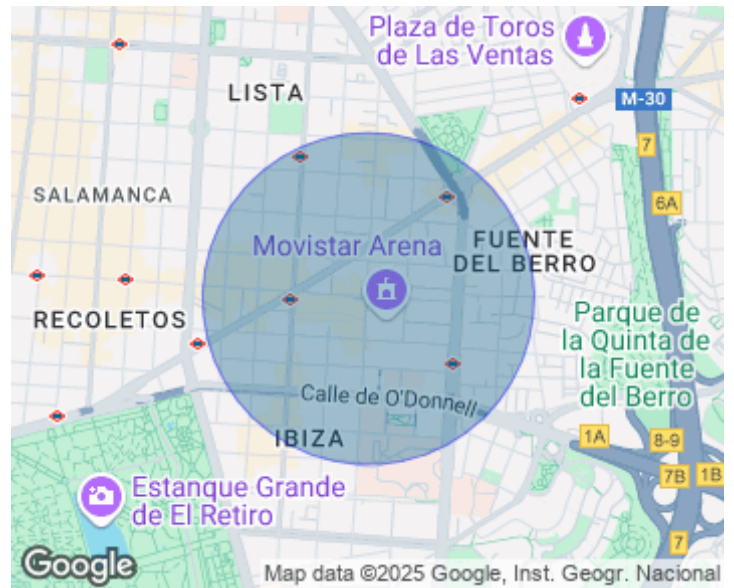 Plaza de Toros
de Las Ventas
LISTA
M-30
7
SALAMANCA
6A
Movistar Arena
FUENTE
DEL BERRO
RECOLETOS
Parque de
la Quinta de
la Fuente
del Berro
Calle de O'Donnell
IBIZA
1A
8-9
7B
1B
Estanque Grande
de El Retiro
7
Google
Map data ©2025 Google, Inst. Geogr. Nacional